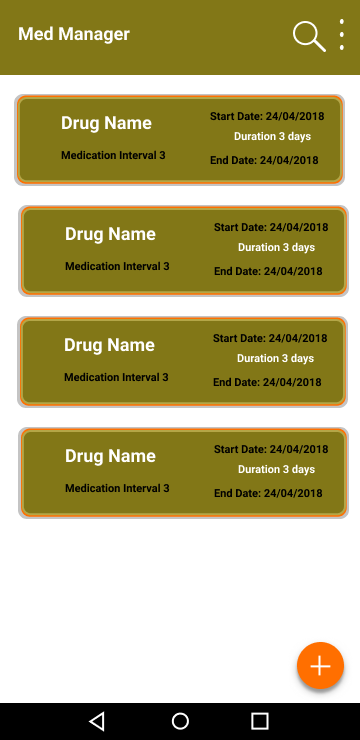 Med Manager
Drug Name
Medication Interval 3
Start Date: 24/04/2018
Duration 3 days
End Date: 24/04/2018
Drug Name
Medication Interval 3
Start Date: 24/04/2018
Duration 3 days
End Date: 24/04/2018
Drug Name
Medication Interval 3
Start Date: 24/04/2018
Duration 3 days
End Date: 24/04/2018
Drug Name
Medication Interval 3
Start Date: 24/04/2018
Duration 3 days
End Date: 24/04/2018